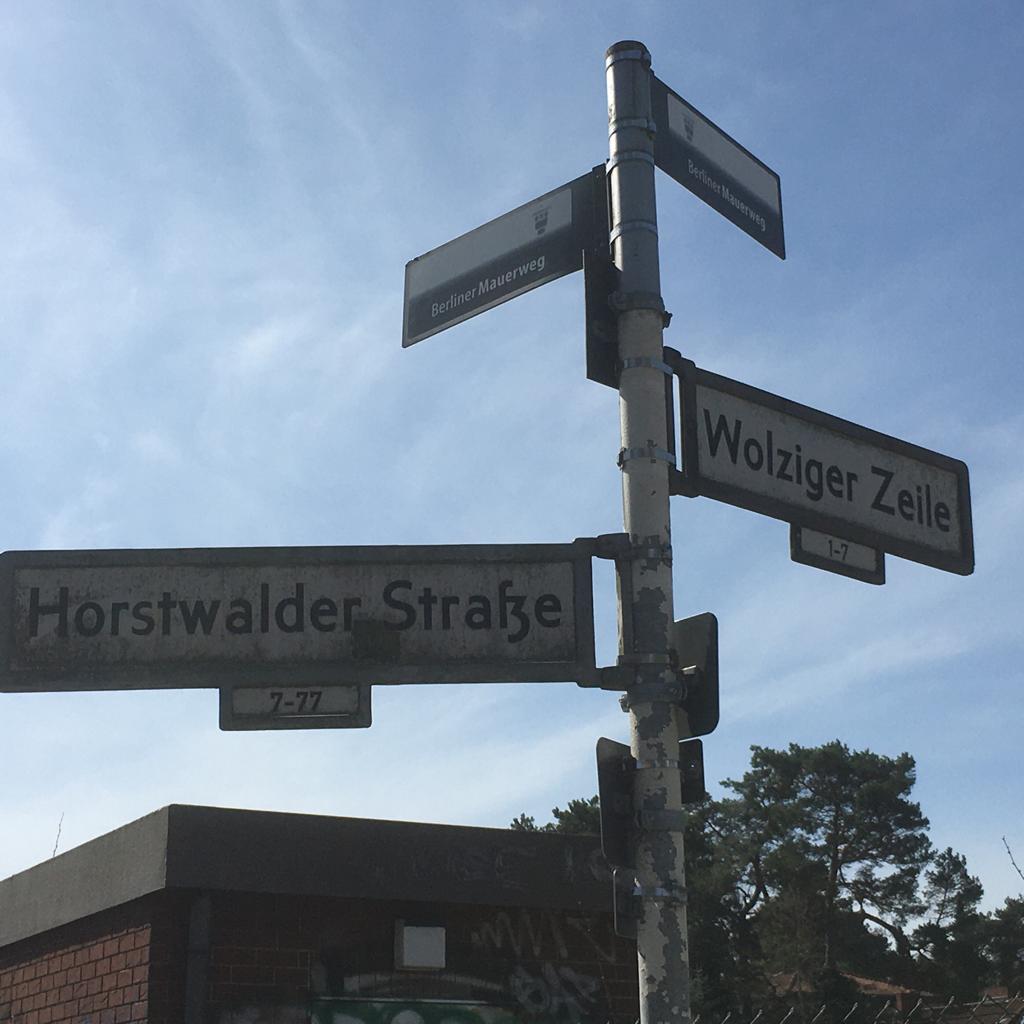 Berliner Mauerweg
Berliner Mauerweg
Wolziger Zeile
1-7
Horstwalder Straße
7-77